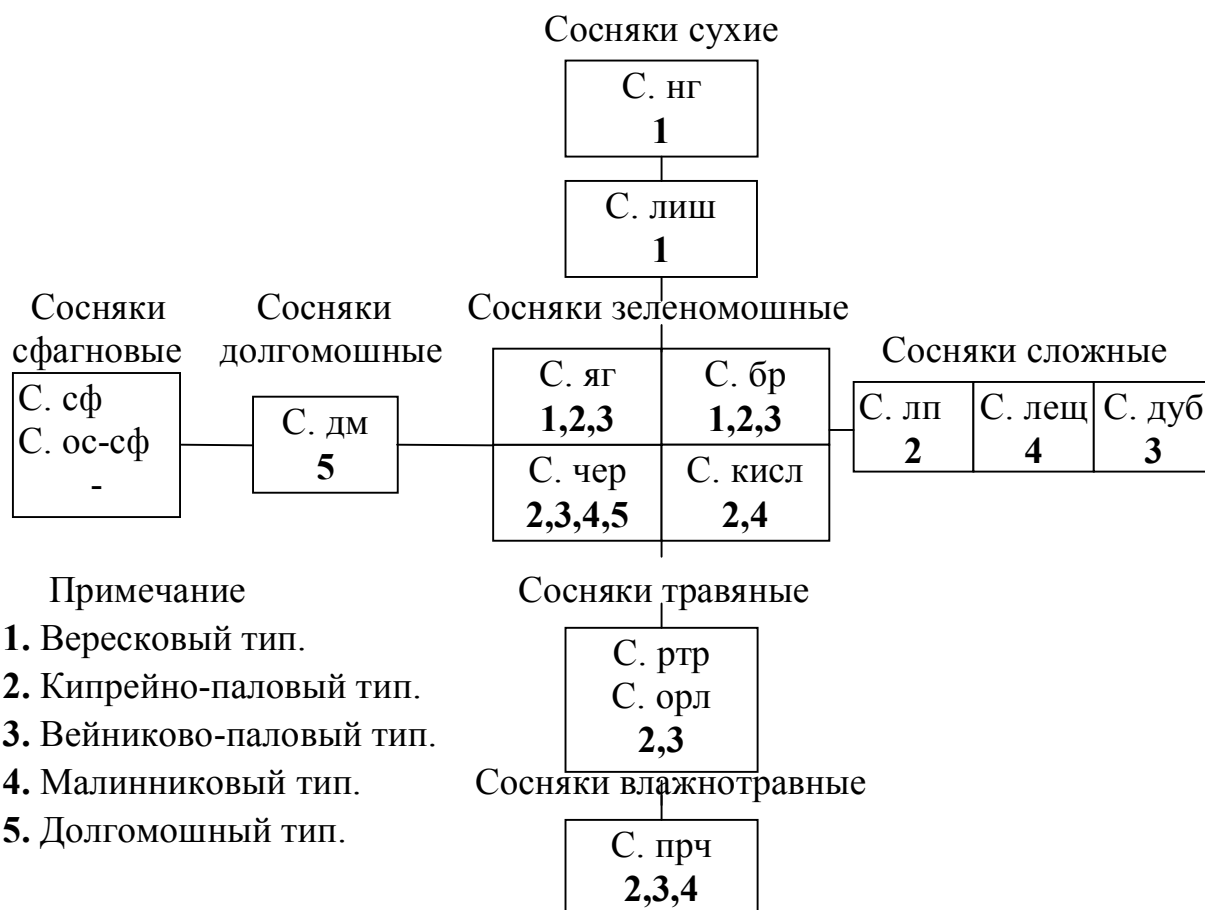 Сосняки сухие
С. нг
1
С. лиш
1
Сосняки
сфагновые
С. сф
С. ос-сф
-
Сосняки
долгомошные
С. дм
5
Сосняки зеленомошные
С. яг
1,2,3
С. бр
1,2,3
С. чер
2,3,4,5
С. кисл
2,4
Сосняки сложные
С. лп
2
С. лещ
4
С. дуб
3
Сосняки травяные
С. ртр
С. орл
2,3
Сосняки влажнотравные
С. прч
2,3,4
Примечание
1. Вересковый тип.
2. Кипрейно-паловый тип.
3. Вейниково-паловый тип.
4. Малинниковый тип.
5. Долгомошный тип.